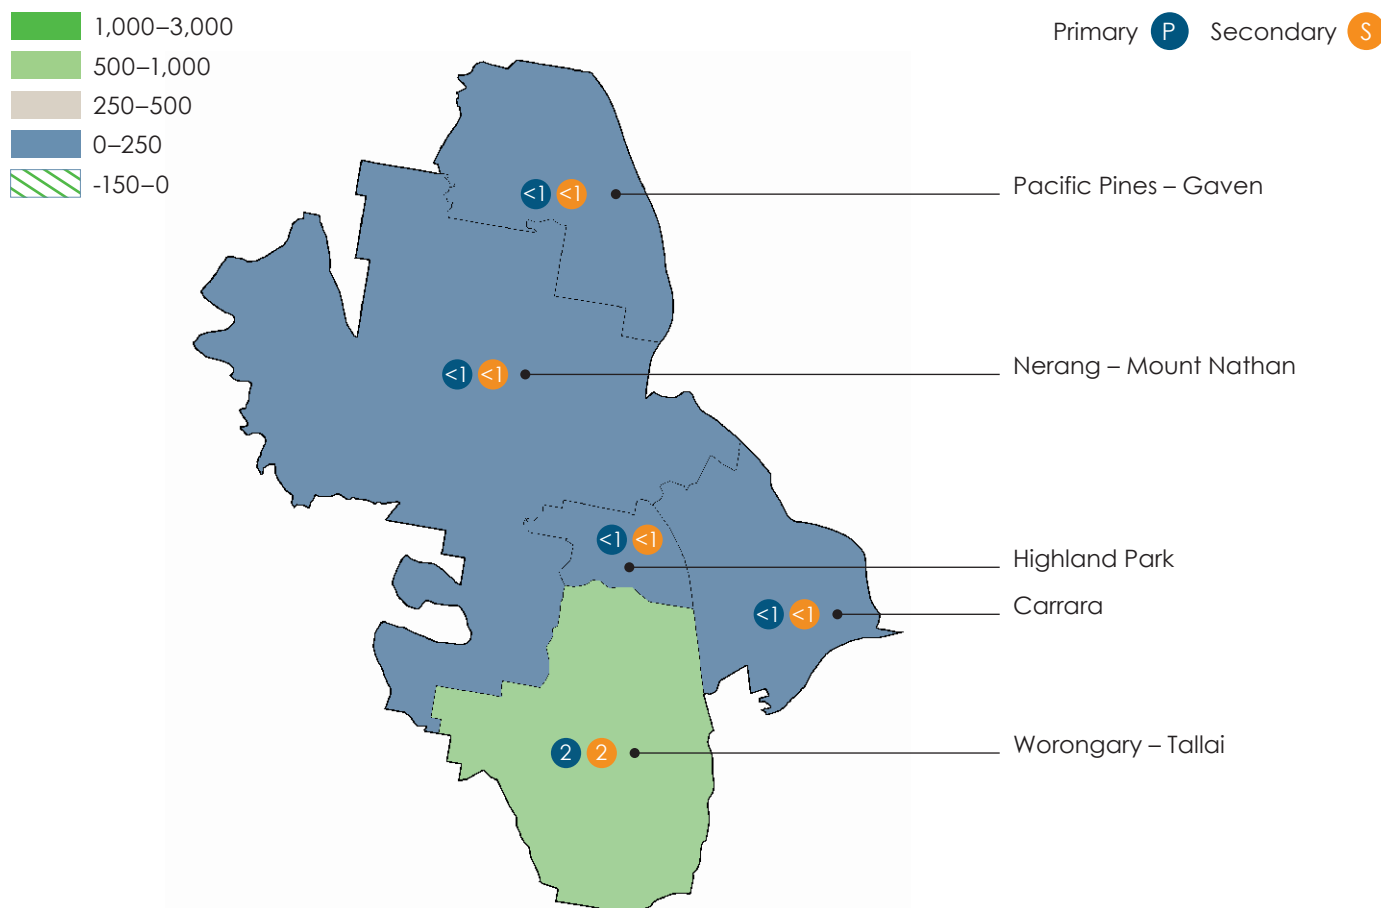 1,000–3,000
500–1,000
250–500
0–250
-150–0
Primary P Secondary S
<1 <1 Pacific Pines – Gaven
<1 <1 Nerang – Mount Nathan
<1 <1 Highland Park
<1 <1 Carrara
2 2 Worongary – Tallai